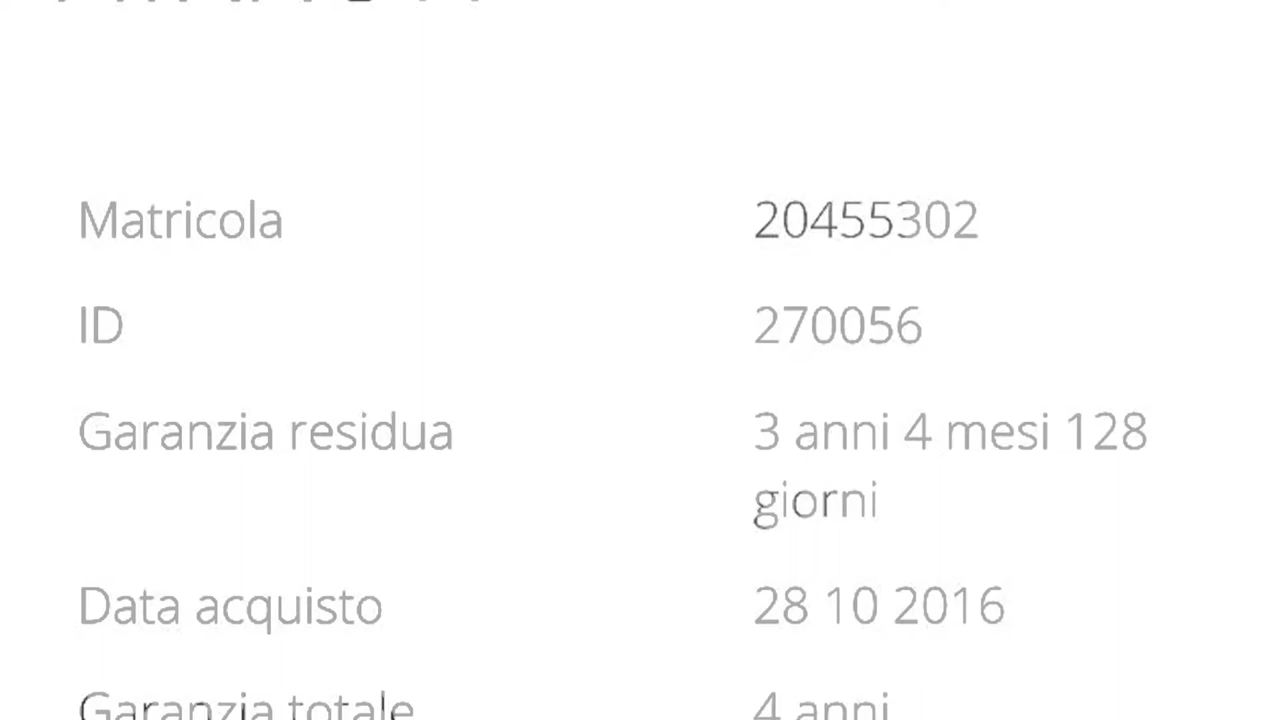 Matricola 20455302
ID 270056
Garanzia residua 3 anni 4 mesi 128
giorni
Data acquisto 28 10 2016
Garanzia totale 4 anni